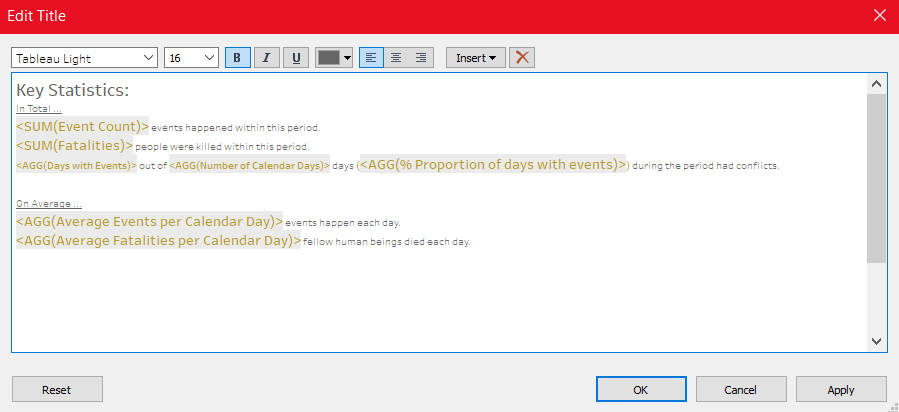 Edit Title
Tableau Light 16 B I U Insert
Key Statistics:
In Total ...
<SUM(Event Count)> events happened within this period.
<SUM(Fatalities)> people were killed within this period.
<AGG(Days with Events)> out of <AGG(Number of Calendar Days)> days (<AGG(% Proportion of days with events)>) during the period had conflicts.
On Average ...
<AGG(Average Events per Calendar Day)> events happen each day.
<AGG(Average Fatalities per Calendar Day)> fellow human beings died each day.
Reset OK Cancel Apply